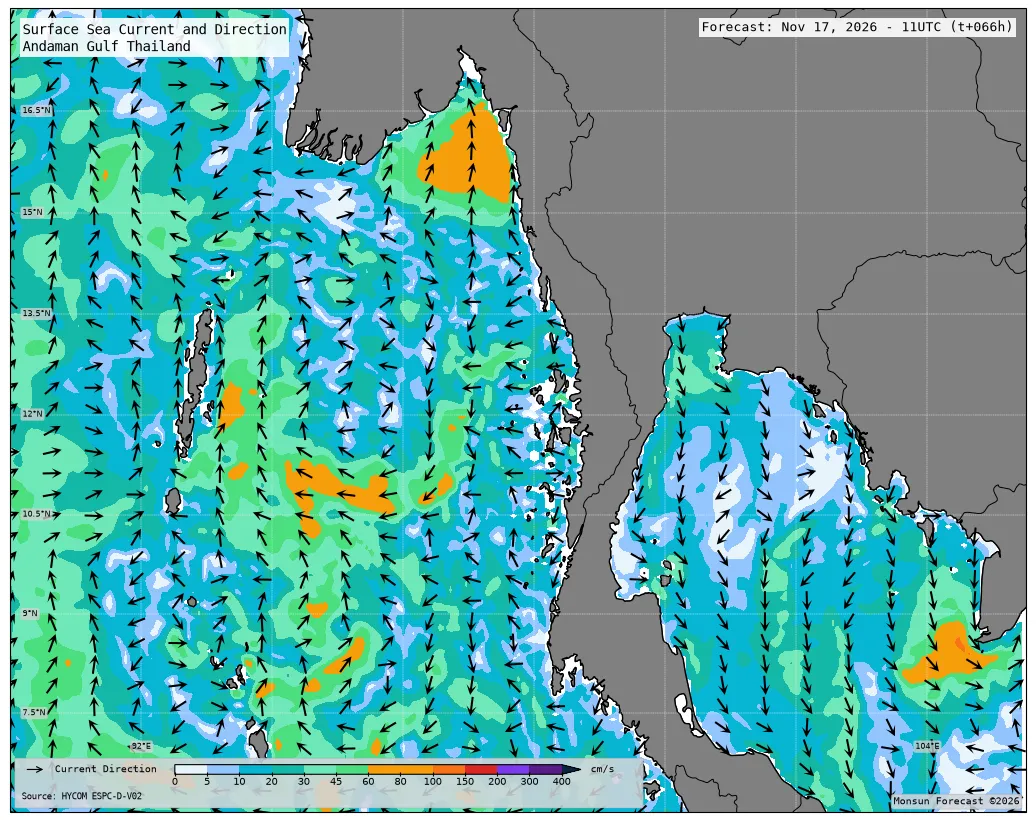 Surface Sea Current and Direction
Andaman Gulf Thailand
Forecast: Nov 17, 2026 - 11UTC (t+066h)
16.5°N
15°N
13.5°N
12°N
10.5°N
9°N
7.5°N
92°E
104°E
Current Direction
0 5 10 20 30 45 60 80 100 150 200 300 400
cm/s
Source: HYCOM ESPC-D-V02
Monsun Forecast ©2026